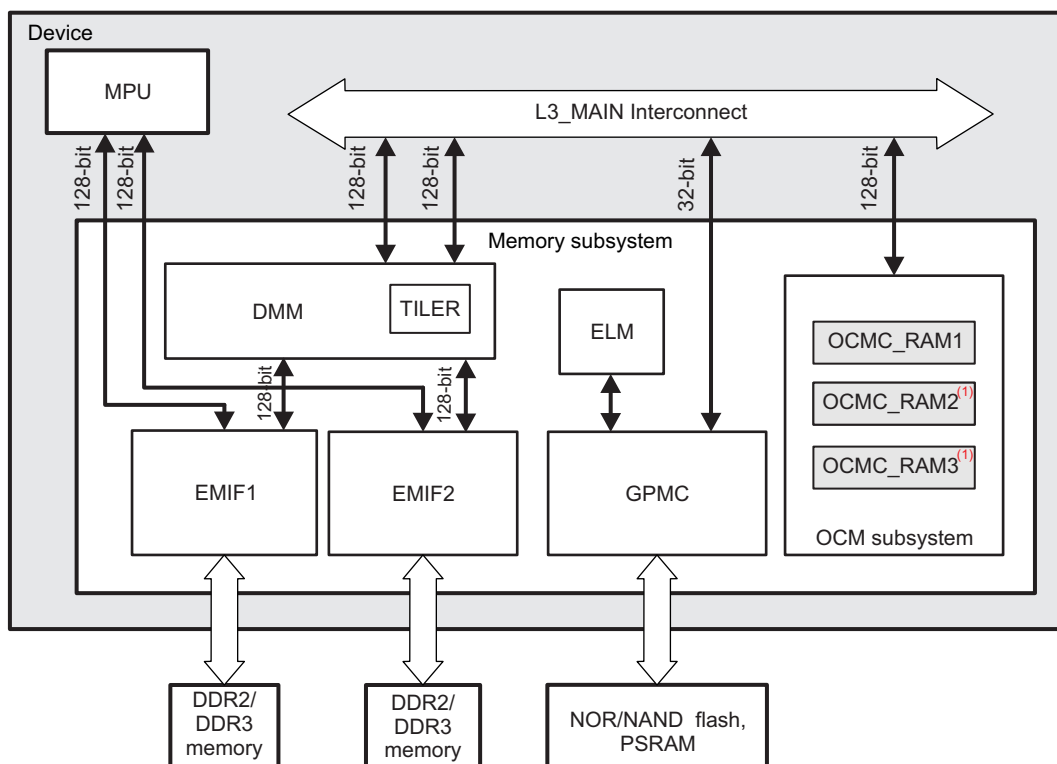 Device
MPU
L3_MAIN Interconnect
128-bit
128-bit
128-bit
128-bit
32-bit
128-bit
Memory subsystem
DMM
TILER
ELM
OCMC_RAM1
OCMC_RAM2(1)
OCMC_RAM3(1)
128-bit
128-bit
EMIF1
EMIF2
GPMC
OCM subsystem
DDR2/
DDR3
memory
DDR2/
DDR3
memory
NOR/NAND flash,
PSRAM